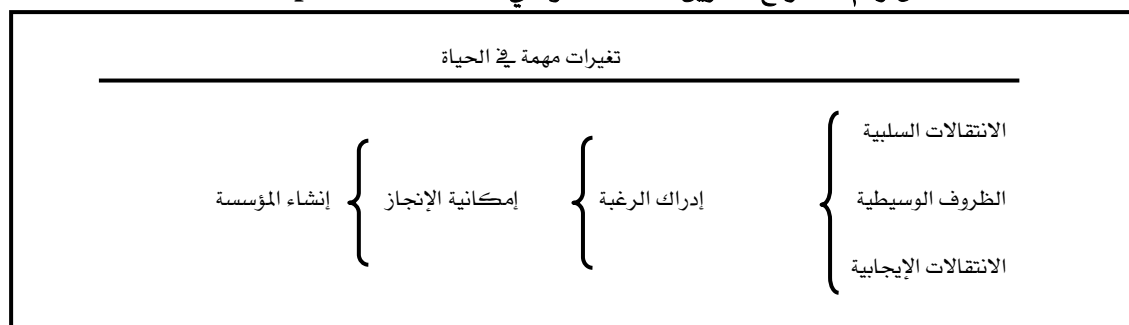 تغيرات مهمة في الحياة
الانتقالات السلبية
الظروف الوسيطية
إدراك الرغبة
إمكانية الإنجاز
إنشاء المؤسسة
الانتقالات الإيجابية